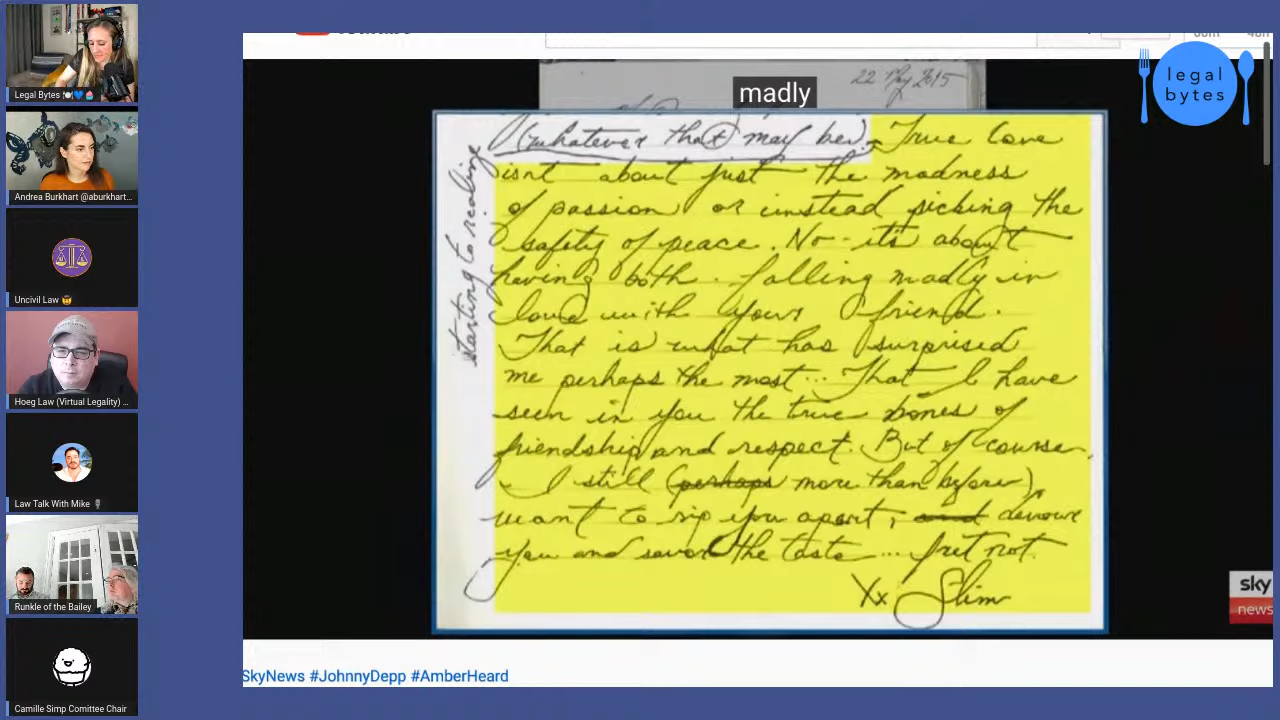 Legal Bytes 🍽️💙🧁
Andrea Burkhart @aburkhart...
Uncivil Law 🤠
Hoeg Law (Virtual Legality) ...
Law Talk With Mike 🎙️
Runkle of the Bailey
Camille Simp Comittee Chair
legal
bytes
22 May 2015
madly
(whatever that may be). True love
isnt about just the madness
of passion or instead picking the
safety of peace. No - it's about
having both. falling madly in
love with your friend.
That is what has surprised
me perhaps the most... That I have
seen in you the true bones of
friendship and respect. But of course,
I still (perhaps more than before)
want to rip you apart, and devour
you and savor the taste ... fret not.
Xx Slim
starting to realize
sky
news
SkyNews #JohnnyDepp #AmberHeard